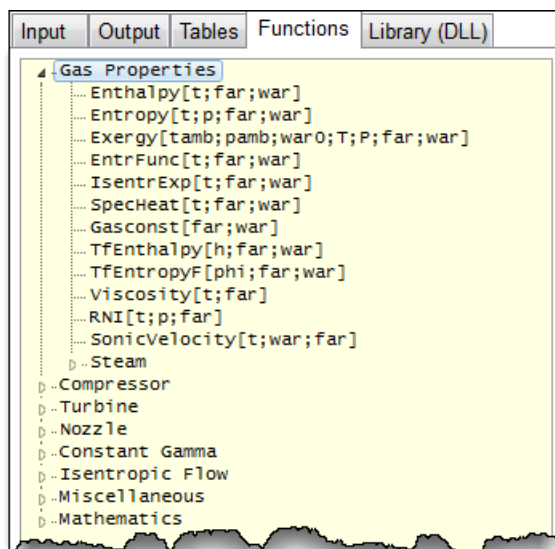 Input Output Tables Functions Library (DLL)
Gas Properties
Enthalpy[t;far;war]
Entropy[t;p;far;war]
Exergy[tamb;pamb;war0;T;P;far;war]
EntrFunc[t;far;war]
IsentrExp[t;far;war]
SpecHeat[t;far;war]
Gasconst[far;war]
TfEnthalpy[h;far;war]
TfEntropyF[phi;far;war]
Viscosity[t;far]
RNI[t;p;far]
SonicVelocity[t;war;far]
Steam
Compressor
Turbine
Nozzle
Constant Gamma
Isentropic Flow
Miscellaneous
Mathematics